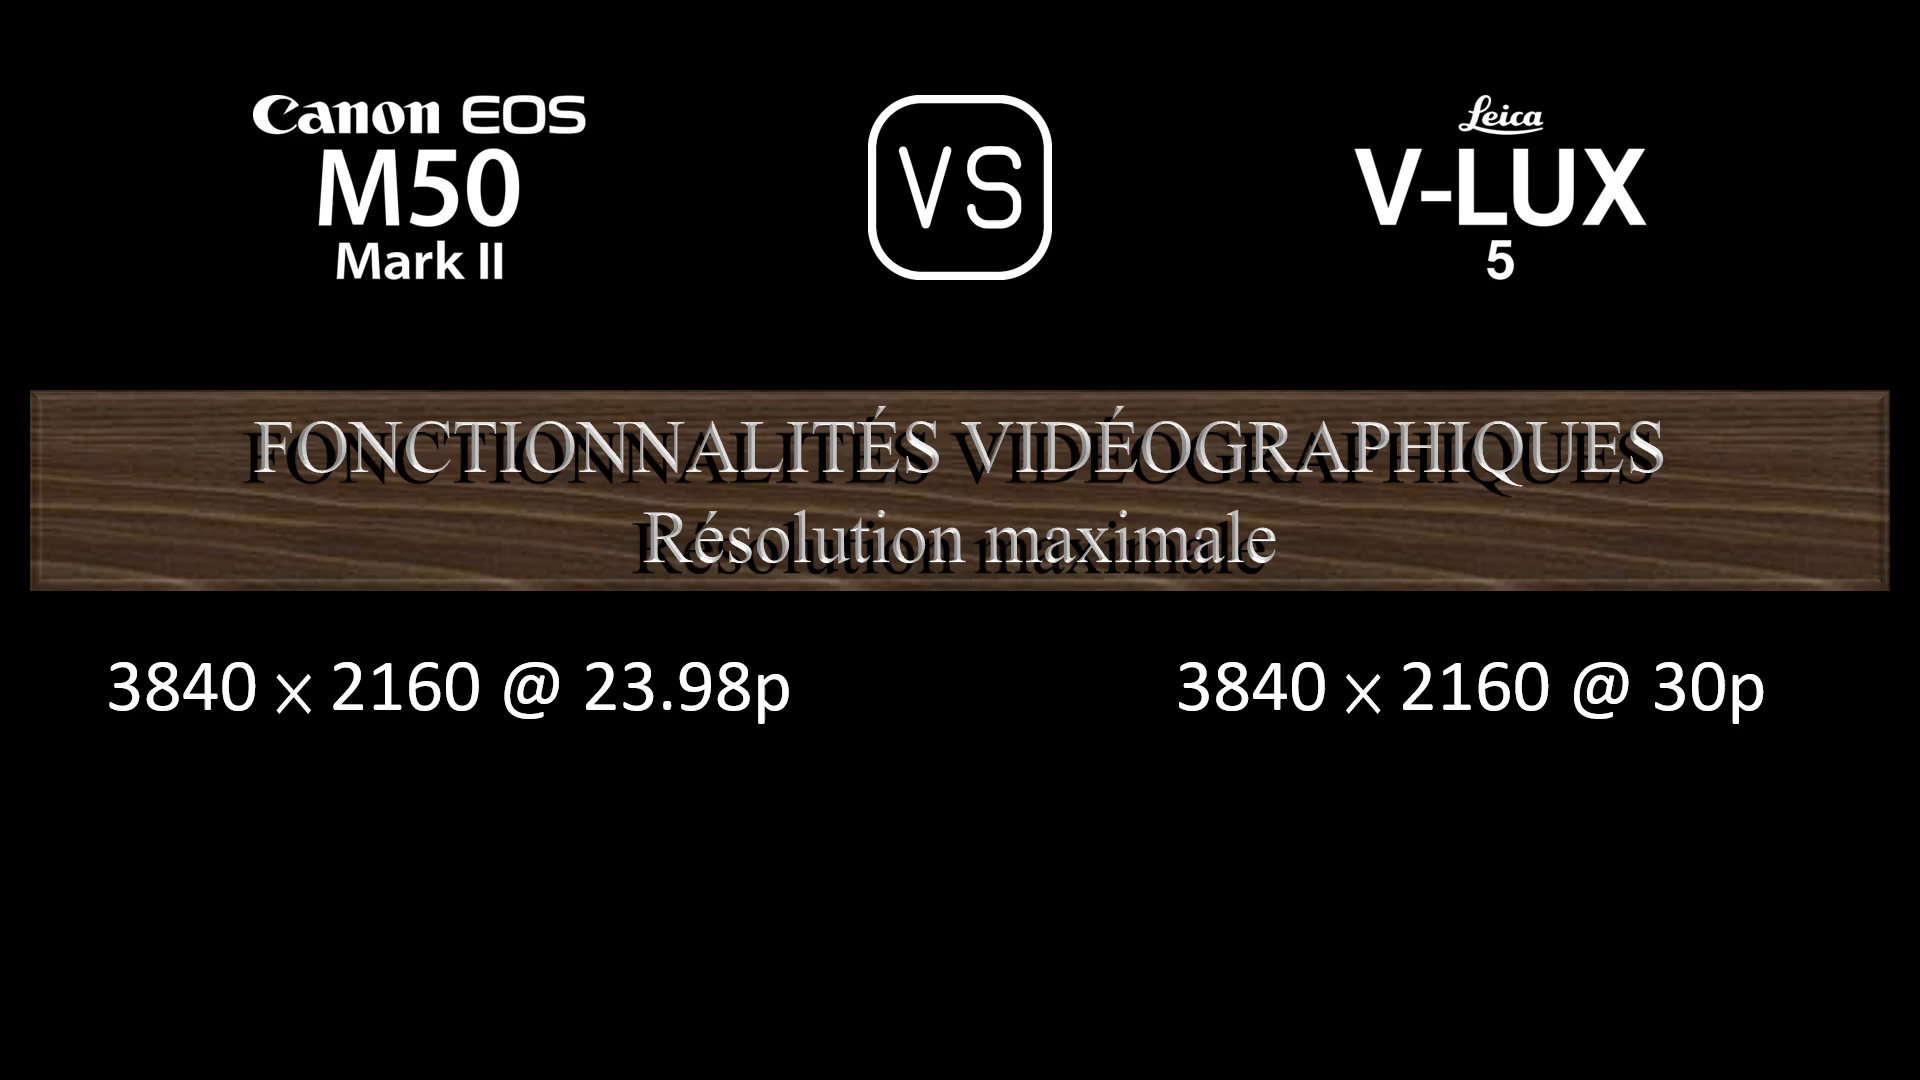 Canon EOS
M50
Mark II
VS
Leica
V-LUX
5
FONCTIONNALITÉS VIDÉOGRAPHIQUES
Résolution maximale
3840 x 2160 @ 23.98p
3840 x 2160 @ 30p